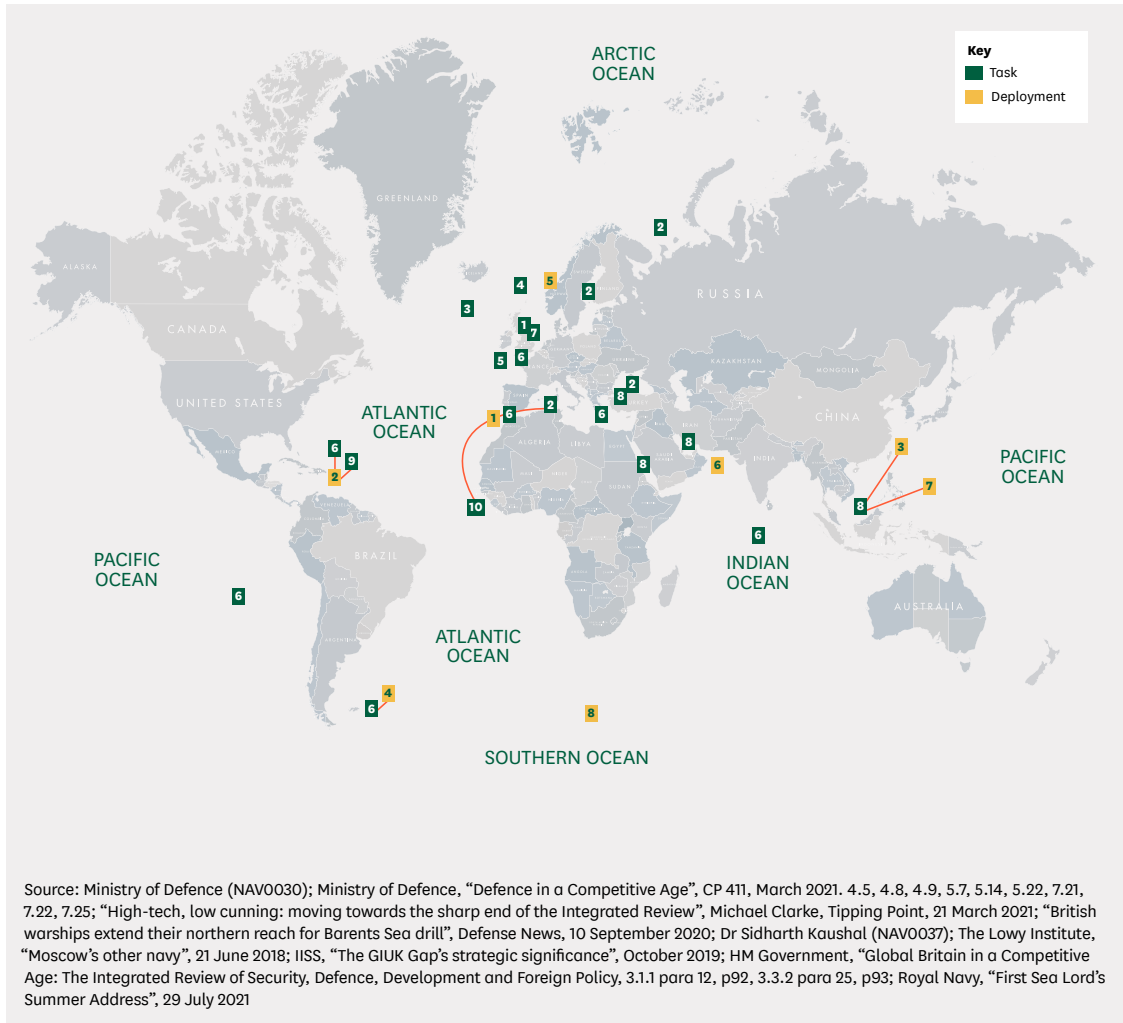 ARCTIC
OCEAN
Key
Task
Deployment
GREENLAND
2
ALASKA
4
5
2
RUSSIA
3
CANADA
1
7
5
6
KAZAKHSTAN
MONGOLIA
2
8
UNITED STATES
ATLANTIC
OCEAN
1
6
2
6
CHINA
ALGERIA
LIBYA
IRAN
8
3
PACIFIC
OCEAN
MEXICO
6
9
2
8
6
INDIA
SUDAN
7
10
8
6
INDIAN
OCEAN
PACIFIC
OCEAN
BRAZIL
6
AUSTRALIA
ATLANTIC
OCEAN
ARGENTINA
4
6
8
SOUTHERN OCEAN
Source: Ministry of Defence (NAV0030); Ministry of Defence, “Defence in a Competitive Age”, CP 411, March 2021. 4.5, 4.8, 4.9, 5.7, 5.14, 5.22, 7.21,
7.22, 7.25; “High-tech, low cunning: moving towards the sharp end of the Integrated Review”, Michael Clarke, Tipping Point, 21 March 2021; “British
warships extend their northern reach for Barents Sea drill”, Defense News, 10 September 2020; Dr Sidharth Kaushal (NAV0037); The Lowy Institute,
“Moscow’s other navy”, 21 June 2018; IISS, “The GIUK Gap’s strategic significance”, October 2019; HM Government, “Global Britain in a Competitive
Age: The Integrated Review of Security, Defence, Development and Foreign Policy, 3.1.1 para 12, p92, 3.3.2 para 25, p93; Royal Navy, “First Sea Lord’s
Summer Address”, 29 July 2021